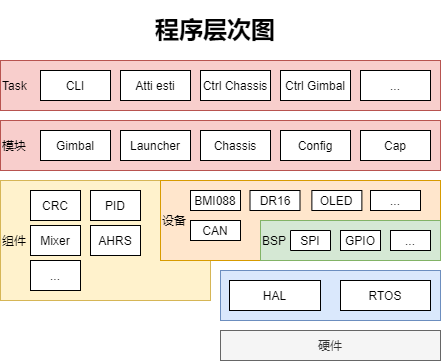 程序层次图
Task CLI Atti esti Ctrl Chassis Ctrl Gimbal ...
模块 Gimbal Launcher Chassis Config Cap
组件
CRC PID
Mixer AHRS
...
设备
BMI088 DR16 OLED ...
CAN
BSP SPI GPIO ...
HAL RTOS
硬件